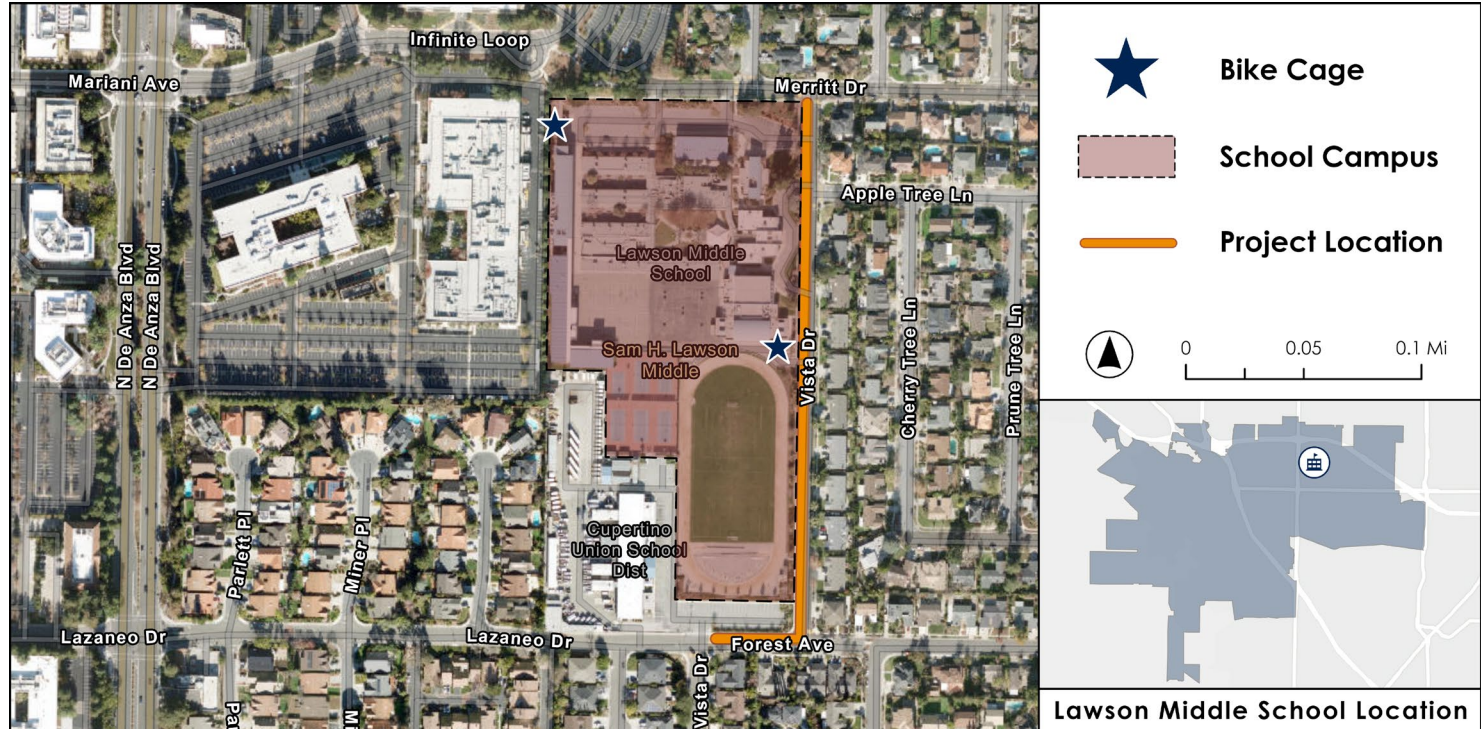 Infinite Loop
Mariani Ave
Merritt Dr
Apple Tree Ln
Lawson Middle
School
N De Anza Blvd
N De Anza Blvd
Sam H. Lawson
Middle
Vista Dr
Cherry Tree Ln
Prune Tree Ln
Parlett Pl
Miner Pl
Cupertino
Union School
Dist
Lazaneo Dr
Lazaneo Dr
Forest Ave
Vista Dr
Pa
Mi
Bike Cage
School Campus
Project Location
0 0.05 0.1 Mi
Lawson Middle School Location